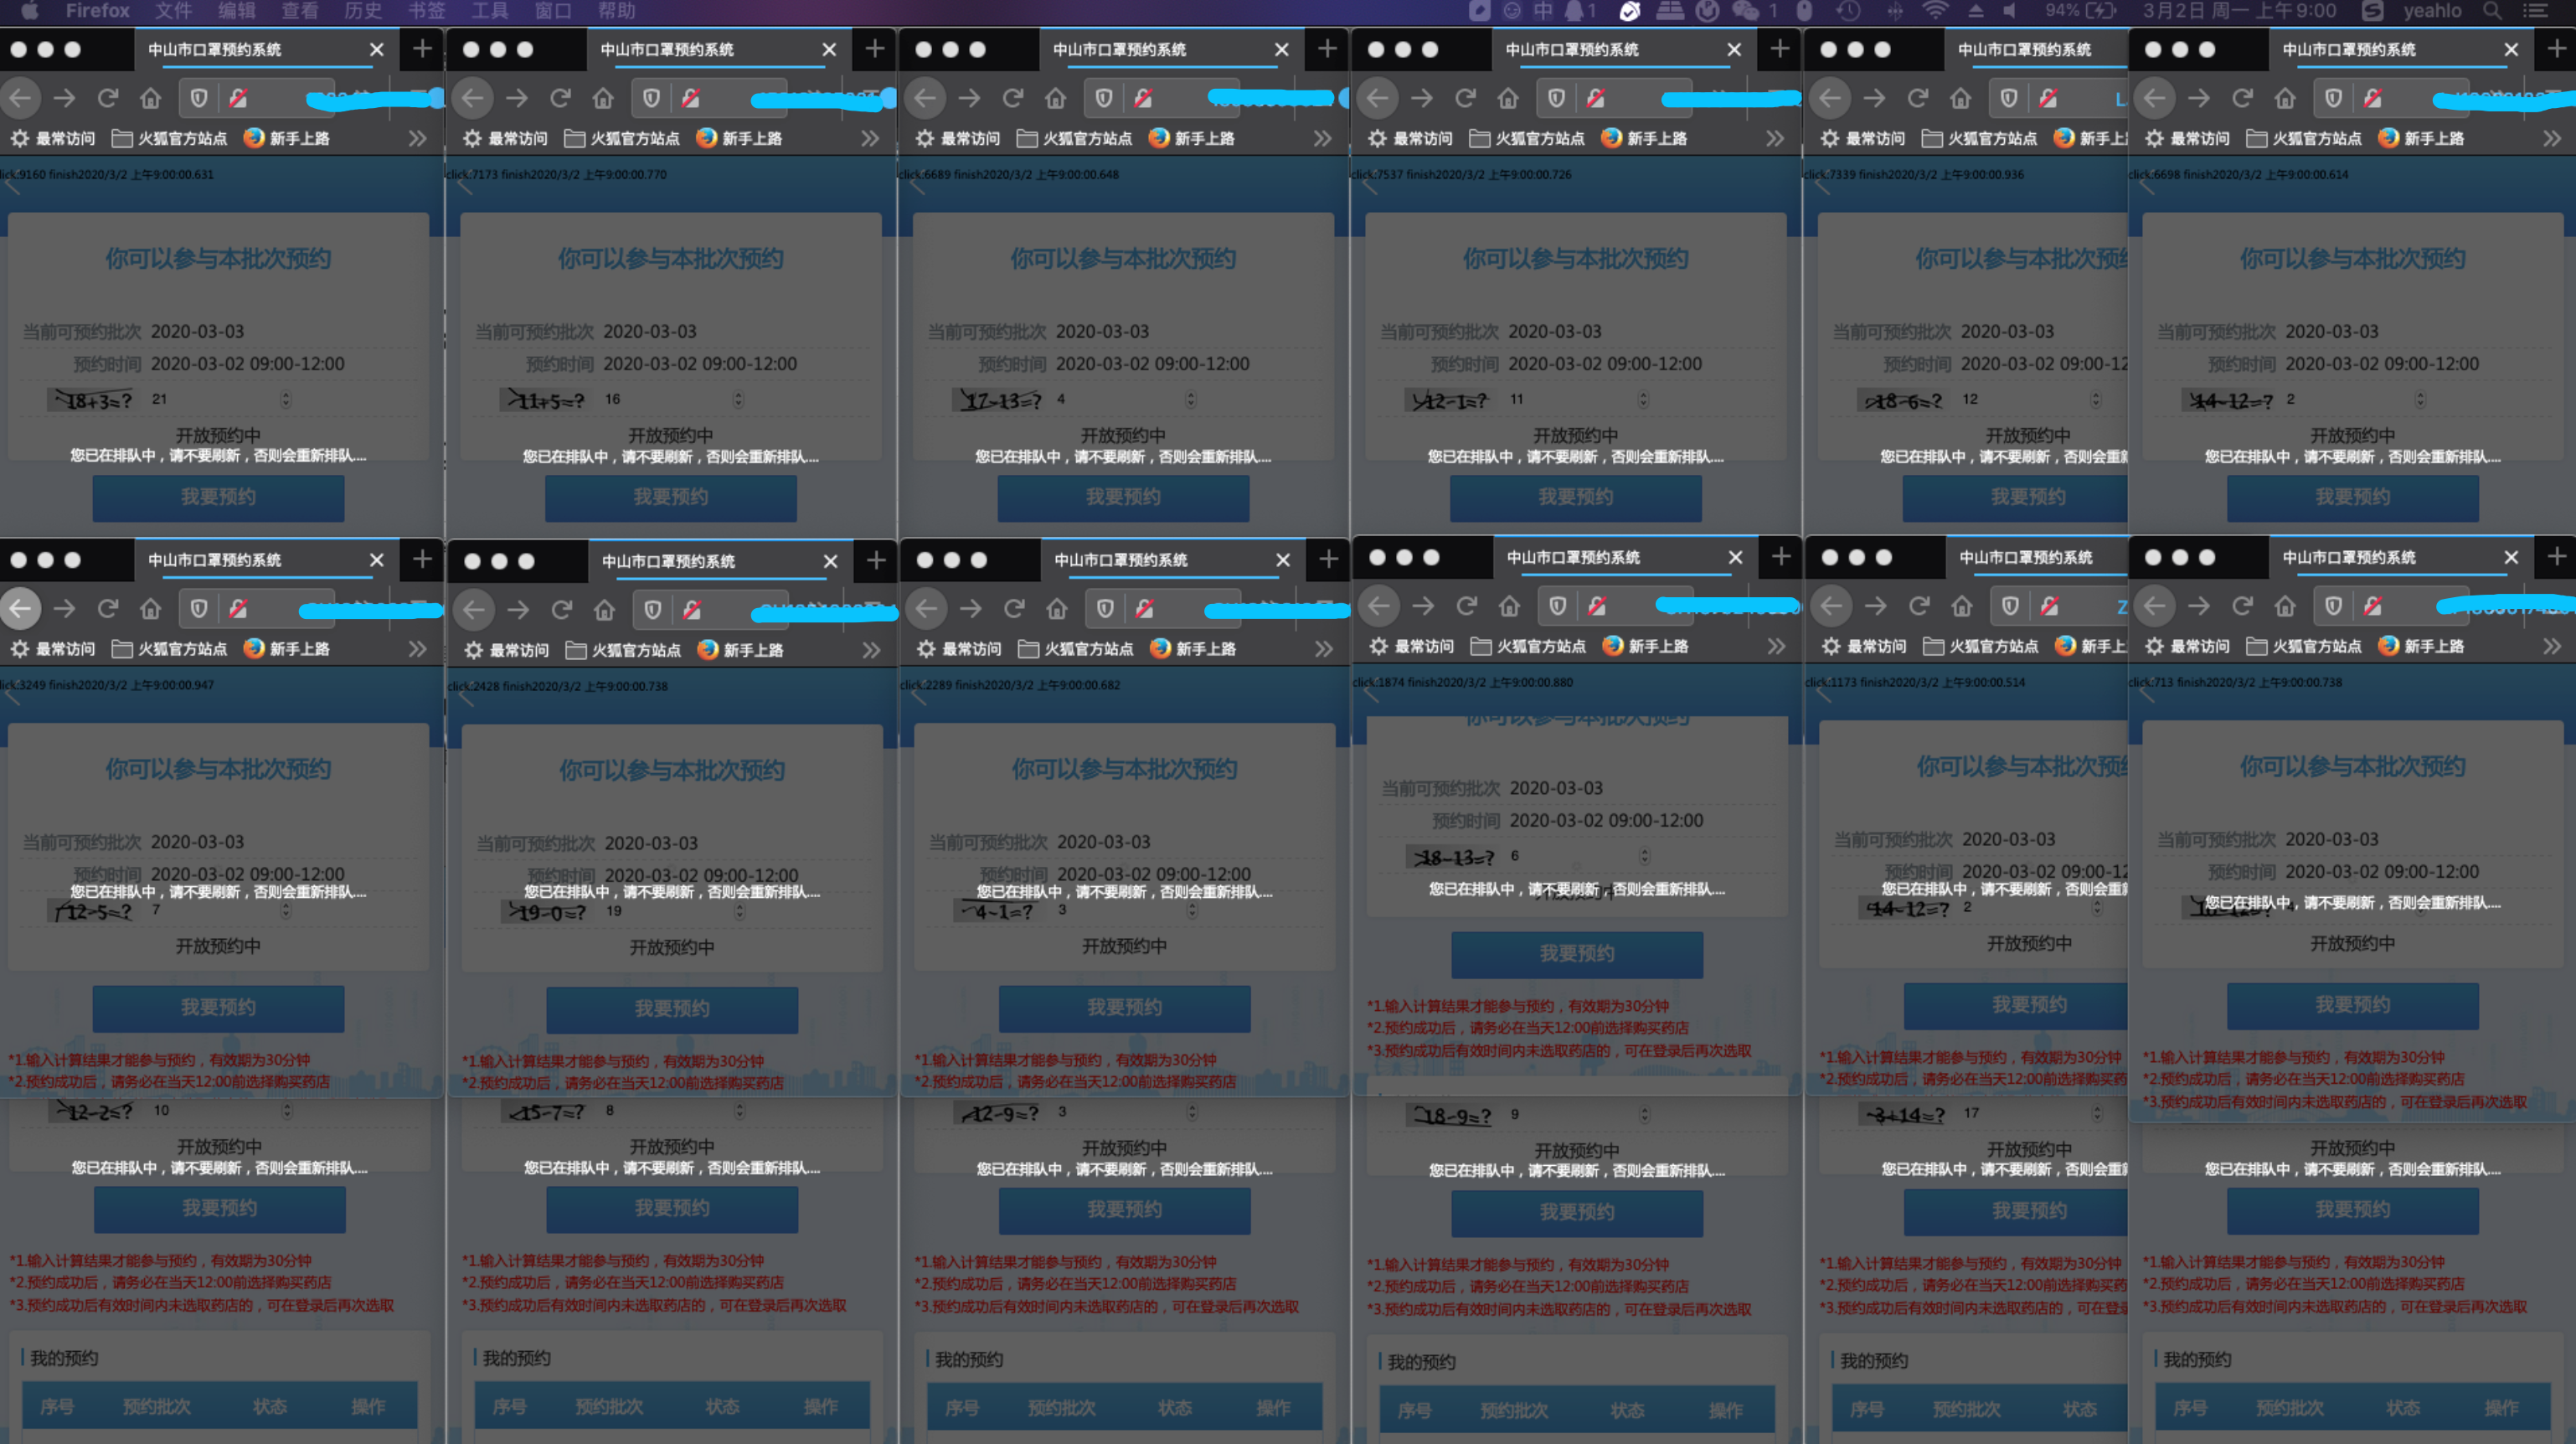 Firefox 文件 编辑 查看 历史 书签 工具 窗口 帮助 中 1 1 94% 3月2日 周一 上午9:00 yeahlo
中山市口罩预约系统 中山市口罩预约系统 中山市口罩预约系统 中山市口罩预约系统 中山市口罩预约系统 中山市口罩预约系统
最常访问 火狐官方站点 新手上路 最常访问 火狐官方站点 新手上路 最常访问 火狐官方站点 新手上路 最常访问 火狐官方站点 新手上路 最常访问 火狐官方站点 新手上 最常访问 火狐官方站点 新手上路
lick:9160 finish2020/3/2 上午9:00:00.631 click:7173 finish2020/3/2 上午9:00:00.770 click:6689 finish2020/3/2 上午9:00:00.648 click:7537 finish2020/3/2 上午9:00:00.726 click:7339 finish2020/3/2 上午9:00:00.936 click:6698 finish2020/3/2 上午9:00:00.614
你可以参与本批次预约 你可以参与本批次预约 你可以参与本批次预约 你可以参与本批次预约 你可以参与本批次预 你可以参与本批次预约
当前可预约批次 2020-03-03 当前可预约批次 2020-03-03 当前可预约批次 2020-03-03 当前可预约批次 2020-03-03 当前可预约批次 2020-03-03 当前可预约批次 2020-03-03
预约时间 2020-03-02 09:00-12:00 预约时间 2020-03-02 09:00-12:00 预约时间 2020-03-02 09:00-12:00 预约时间 2020-03-02 09:00-12:00 预约时间 2020-03-02 09:00-12 预约时间 2020-03-02 09:00-12:00
18+3=? 21 11+5=? 16 17-13=? 4 12-1=? 11 18-6=? 12 14-12=? 2
开放预约中 开放预约中 开放预约中 开放预约中 开放预约中 开放预约中
您已在排队中，请不要刷新，否则会重新排队.... 您已在排队中，请不要刷新，否则会重新排队.... 您已在排队中，请不要刷新，否则会重新排队.... 您已在排队中，请不要刷新，否则会重新排队.... 您已在排队中，请不要刷新，否则会重 您已在排队中，请不要刷新，否则会重新排队....
我要预约 我要预约 我要预约 我要预约 我要预约 我要预约
中山市口罩预约系统 中山市口罩预约系统 中山市口罩预约系统 中山市口罩预约系统 中山市口罩预约系统 中山市口罩预约系统
最常访问 火狐官方站点 新手上路 最常访问 火狐官方站点 新手上路 最常访问 火狐官方站点 新手上路 最常访问 火狐官方站点 新手上路 最常访问 火狐官方站点 新手上 最常访问 火狐官方站点 新手上路
lick:3249 finish2020/3/2 上午9:00:00.947 click:2428 finish2020/3/2 上午9:00:00.738 click:2289 finish2020/3/2 上午9:00:00.682 click:1874 finish2020/3/2 上午9:00:00.880 click:1173 finish2020/3/2 上午9:00:00.514 click:713 finish2020/3/2 上午9:00:00.738
你可以参与本批次预约 你可以参与本批次预约 你可以参与本批次预约 你可以参与本批次预约 你可以参与本批次预 你可以参与本批次预约
当前可预约批次 2020-03-03 当前可预约批次 2020-03-03 当前可预约批次 2020-03-03 当前可预约批次 2020-03-03 当前可预约批次 2020-03-03 当前可预约批次 2020-03-03
预约时间 2020-03-02 09:00-12:00 预约时间 2020-03-02 09:00-12:00 预约时间 2020-03-02 09:00-12:00 预约时间 2020-03-02 09:00-12:00 预约时间 2020-03-02 09:00-12 预约时间 2020-03-02 09:00-12:00
您已在排队中，请不要刷新，否则会重新排队.... 您已在排队中，请不要刷新，否则会重新排队.... 您已在排队中，请不要刷新，否则会重新排队.... 您已在排队中，请不要刷新，否则会重新排队.... 您已在排队中，请不要刷新，否则会重 您已在排队中，请不要刷新，否则会重新排队....
12-5=? 7 19-0=? 19 4-1=? 3 18-13=? 6 14-12=? 2
开放预约中 开放预约中 开放预约中 开放预约中 开放预约中 开放预约中
我要预约 我要预约 我要预约 我要预约 我要预约 我要预约
*1.输入计算结果才能参与预约，有效期为30分钟 *1.输入计算结果才能参与预约，有效期为30分钟 *1.输入计算结果才能参与预约，有效期为30分钟 *1.输入计算结果才能参与预约，有效期为30分钟 *1.输入计算结果才能参与预约，有效期为30分钟 *1.输入计算结果才能参与预约，有效期为30分钟
*2.预约成功后，请务必在当天12:00前选择购买药店 *2.预约成功后，请务必在当天12:00前选择购买药店 *2.预约成功后，请务必在当天12:00前选择购买药店 *2.预约成功后，请务必在当天12:00前选择购买药店 *2.预约成功后，请务必在当天12:00前选择购买药 *2.预约成功后，请务必在当天12:00前选择购买药店
*3.预约成功后有效时间内未选取药店的，可在登录后再次选取 *3.预约成功后有效时间内未选取药店的，可在登录后再次选取
12-2=? 10 15-7=? 8 12-9=? 3 18-9=? 9 3+14=? 17
开放预约中 开放预约中 开放预约中 开放预约中 开放预约中 开放预约中
您已在排队中，请不要刷新，否则会重新排队.... 您已在排队中，请不要刷新，否则会重新排队.... 您已在排队中，请不要刷新，否则会重新排队.... 您已在排队中，请不要刷新，否则会重新排队.... 您已在排队中，请不要刷新，否则会重 您已在排队中，请不要刷新，否则会重新排队....
我要预约 我要预约 我要预约 我要预约 我要预约 我要预约
*1.输入计算结果才能参与预约，有效期为30分钟 *1.输入计算结果才能参与预约，有效期为30分钟 *1.输入计算结果才能参与预约，有效期为30分钟 *1.输入计算结果才能参与预约，有效期为30分钟 *1.输入计算结果才能参与预约，有效期为30分钟 *1.输入计算结果才能参与预约，有效期为30分钟
*2.预约成功后，请务必在当天12:00前选择购买药店 *2.预约成功后，请务必在当天12:00前选择购买药店 *2.预约成功后，请务必在当天12:00前选择购买药店 *2.预约成功后，请务必在当天12:00前选择购买药店 *2.预约成功后，请务必在当天12:00前选择购买药 *2.预约成功后，请务必在当天12:00前选择购买药店
*3.预约成功后有效时间内未选取药店的，可在登录后再次选取 *3.预约成功后有效时间内未选取药店的，可在登录后再次选取 *3.预约成功后有效时间内未选取药店的，可在登录后再次选取 *3.预约成功后有效时间内未选取药店的，可在登录后再次选取 *3.预约成功后有效时间内未选取药店的，可在登 *3.预约成功后有效时间内未选取药店的，可在登录后再次选取
我的预约 我的预约 我的预约 我的预约 我的预约 我的预约
序号 预约批次 状态 操作 序号 预约批次 状态 操作 序号 预约批次 状态 操作 序号 预约批次 状态 操作 序号 预约批次 状态 序号 预约批次 状态 操作